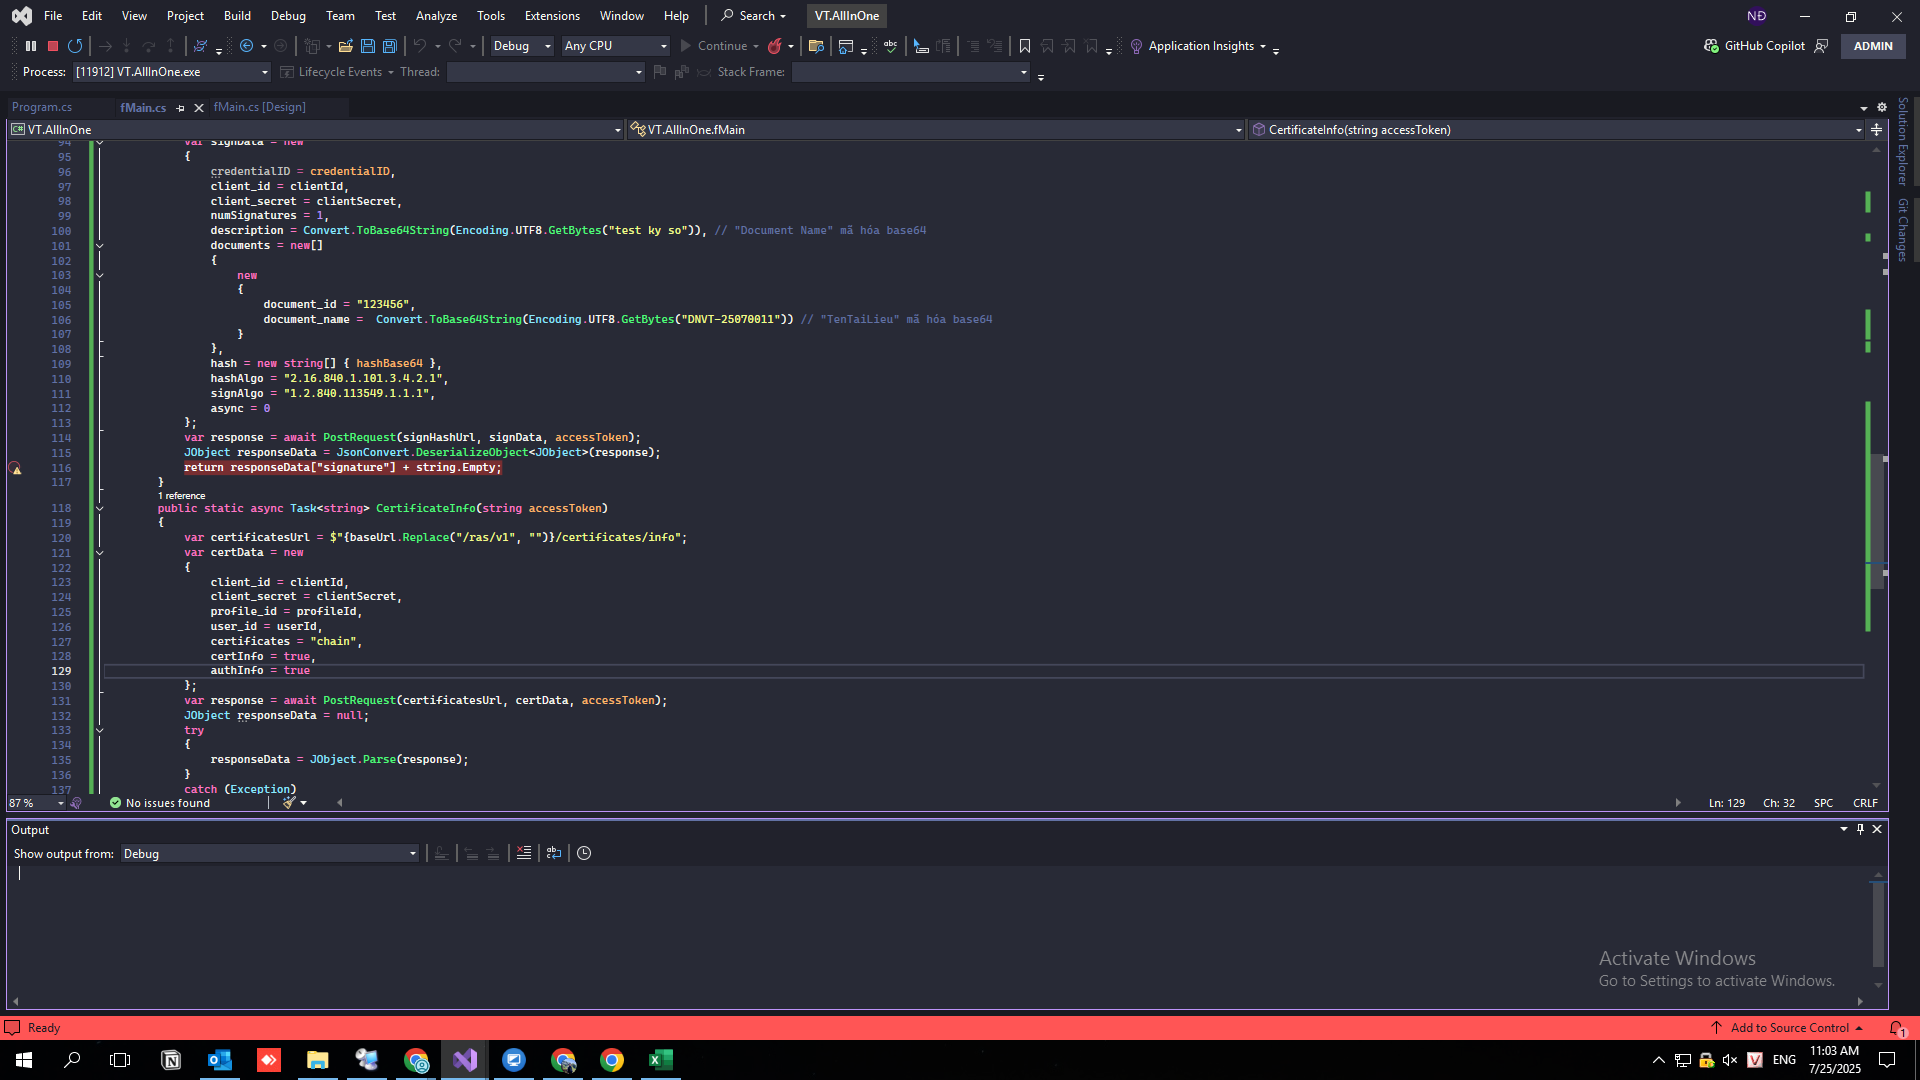 File Edit View Project Build Debug Team Test Analyze Tools Extensions Window Help Search VT.AllInOne NĐ
Debug Any CPU Continue Application Insights GitHub Copilot ADMIN
Process: [11912] VT.AllInOne.exe Lifecycle Events Thread: Stack Frame:
Program.cs fMain.cs fMain.cs [Design]
C# VT.AllInOne VT.AllInOne.fMain CertificateInfo(string accessToken)
Solution Explorer
Git Changes
94 var signData = new
95 {
96 credentialID = credentialID,
97 client_id = clientId,
98 client_secret = clientSecret,
99 numSignatures = 1,
100 description = Convert.ToBase64String(Encoding.UTF8.GetBytes("test ky so")), // "Document Name" mã hóa base64
101 documents = new[]
102 {
103 new
104 {
105 document_id = "123456",
106 document_name =  Convert.ToBase64String(Encoding.UTF8.GetBytes("DNVT-25070011")) // "TenTaiLieu" mã hóa base64
107 }
108 },
109 hash = new string[] { hashBase64 },
110 hashAlgo = "2.16.840.1.101.3.4.2.1",
111 signAlgo = "1.2.840.113549.1.1.1",
112 async = 0
113 };
114 var response = await PostRequest(signHashUrl, signData, accessToken);
115 JObject responseData = JsonConvert.DeserializeObject<JObject>(response);
116 return responseData["signature"] + string.Empty;
117 }
1 reference
118 public static async Task<string> CertificateInfo(string accessToken)
119 {
120 var certificatesUrl = $"{baseUrl.Replace("/ras/v1", "")}/certificates/info";
121 var certData = new
122 {
123 client_id = clientId,
124 client_secret = clientSecret,
125 profile_id = profileId,
126 user_id = userId,
127 certificates = "chain",
128 certInfo = true,
129 authInfo = true
130 };
131 var response = await PostRequest(certificatesUrl, certData, accessToken);
132 JObject responseData = null;
133 try
134 {
135 responseData = JObject.Parse(response);
136 }
137 catch (Exception)
87 % No issues found Ln: 129 Ch: 32 SPC CRLF
Output
Show output from: Debug
Activate Windows
Go to Settings to activate Windows.
Ready Add to Source Control 1
ENG 11:03 AM
7/25/2025